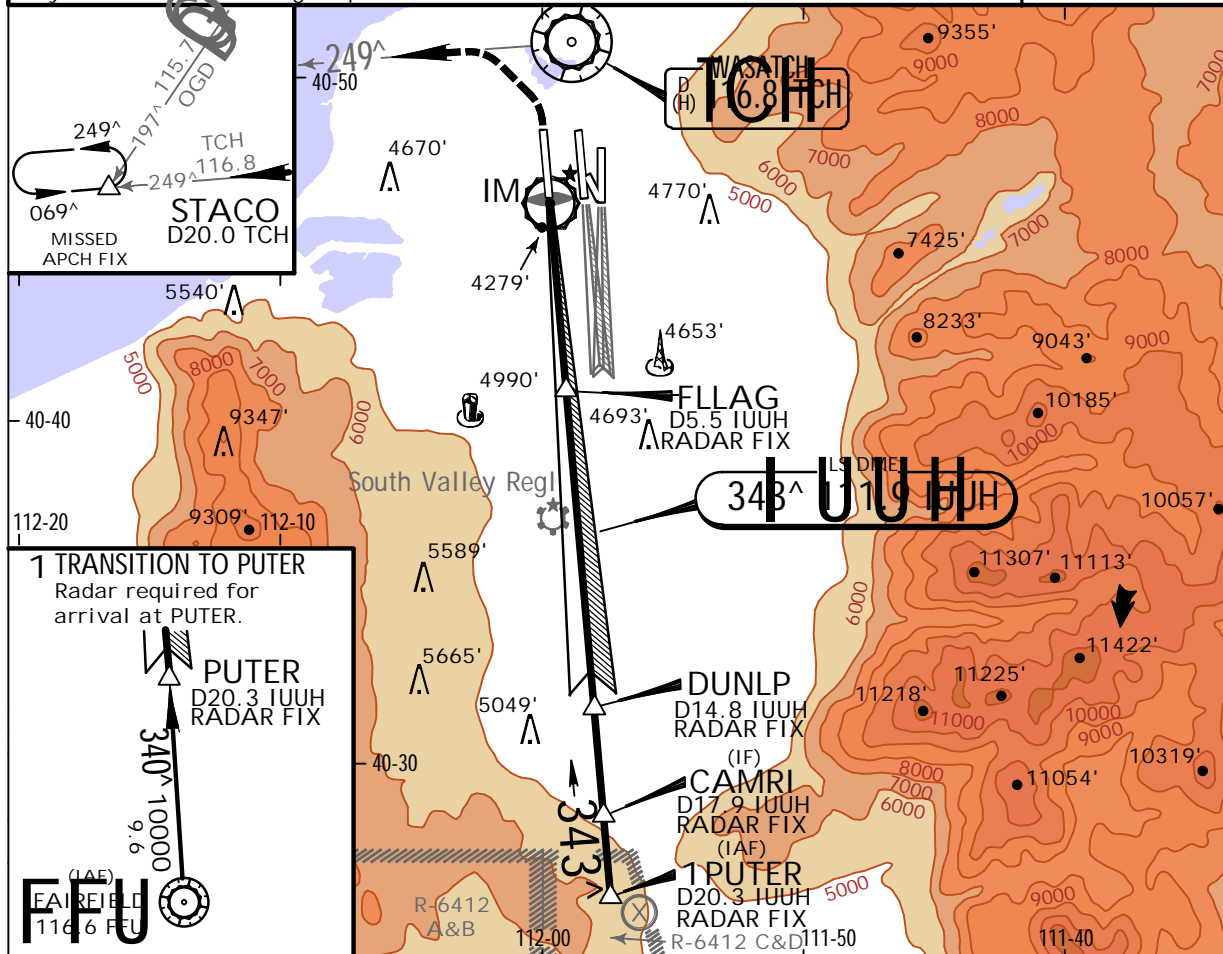 115.7
OGD
197^
249^
TCH
116.8
249^
069^
STACO
D20.0 TCH
MISSED
APCH FIX
249^
40-50
WASATCH
D
(H)
116.8 TCH
TCH
9355'
9000
7000
8000
7000
6000
5000
4670'
IM
4770'
4279'
7425'
7000
8000
5540'
5000
8000
7000
6000
9347'
9309'
112-10
112-20
40-40
4990'
4653'
4693'
FLLAG
D5.5 IUUH
RADAR FIX
8233'
9043'
9000
10185'
10000
10057'
South Valley Regl
LS DME
343^ 111.9 IUUH
I UUH
5589'
5665'
5049'
11307'
11113'
6000
11422'
11225'
11218'
11000
10000
9000
10319'
11054'
8000
7000
6000
1 TRANSITION TO PUTER
Radar required for
arrival at PUTER.
PUTER
D20.3 IUUH
RADAR FIX
340^ 10000
9.6
(IAF)
FAIRFIELD
116.6 FFU
FFU
40-30
DUNLP
D14.8 IUUH
RADAR FIX
(IF)
CAMRI
D17.9 IUUH
RADAR FIX
343^
(IAF)
1 PUTER
D20.3 IUUH
RADAR FIX
5000
9000
R-6412
A&B
X
R-6412 C&D
112-00
111-50
111-40